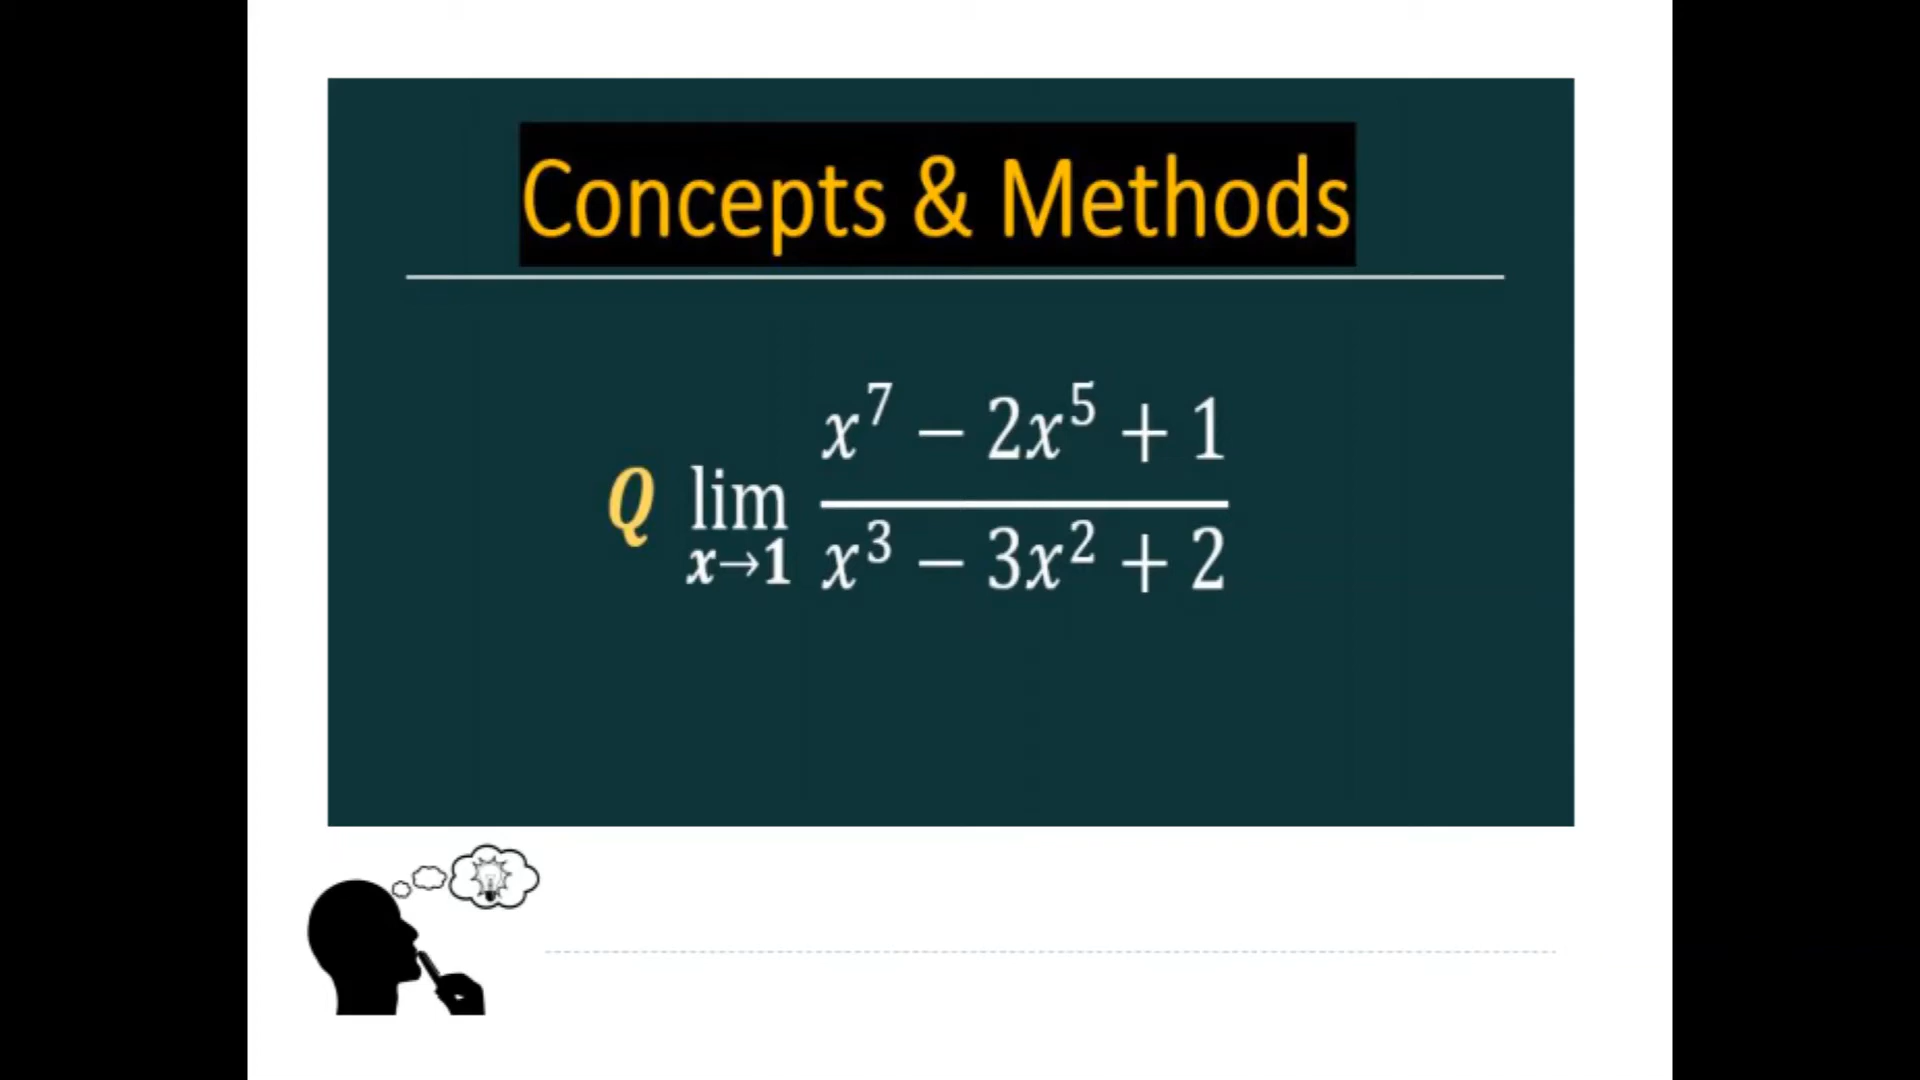 Concepts & Methods
Q lim x→1 (x^7 − 2x^5 + 1)/(x^3 − 3x^2 + 2)